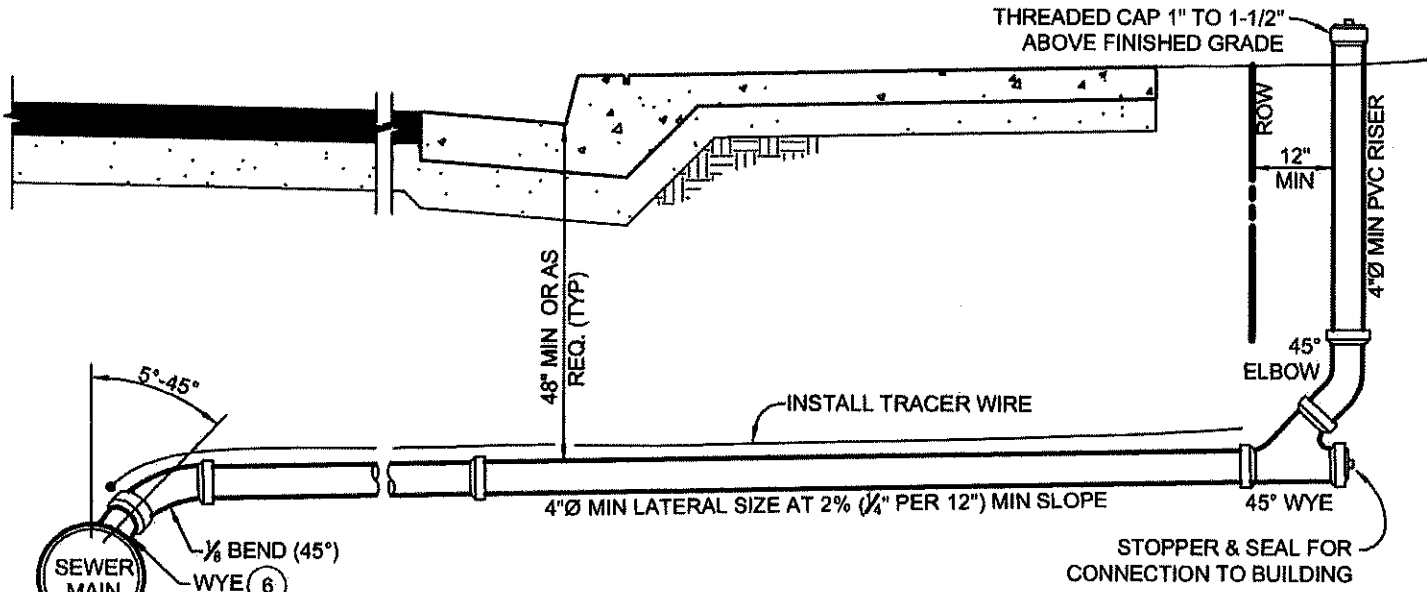 THREADED CAP 1" TO 1-1/2"
ABOVE FINISHED GRADE
ROW
12"
MIN
4"Ø MIN PVC RISER
48" MIN OR AS
REQ. (TYP)
45°
ELBOW
5°-45°
INSTALL TRACER WIRE
4"Ø MIN LATERAL SIZE AT 2% (¼" PER 12") MIN SLOPE
45° WYE
⅛ BEND (45°)
STOPPER & SEAL FOR
CONNECTION TO BUILDING
SEWER
MAIN
WYE 6